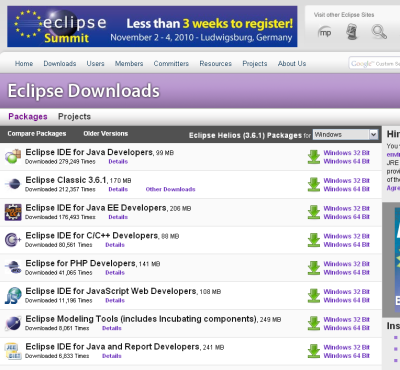 eclipse
Summit
Less than 3 weeks to register!
November 2 - 4, 2010 - Ludwigsburg, Germany
Visit other Eclipse Sites
Home Downloads Users Members Committers Resources Projects About Us
Google™ Custom
Eclipse Downloads
Packages Projects
Compare Packages Older Versions Eclipse Helios (3.6.1) Packages for Windows
Eclipse IDE for Java Developers, 99 MB
Downloaded 279,249 Times Details
Windows 32 Bit
Windows 64 Bit
Eclipse Classic 3.6.1, 170 MB
Downloaded 212,357 Times Details Other Downloads
Windows 32 Bit
Windows 64 Bit
Eclipse IDE for Java EE Developers, 206 MB
Downloaded 176,493 Times Details
Windows 32 Bit
Windows 64 Bit
Eclipse IDE for C/C++ Developers, 88 MB
Downloaded 80,561 Times Details
Windows 32 Bit
Windows 64 Bit
Eclipse for PHP Developers, 141 MB
Downloaded 41,065 Times Details
Windows 32 Bit
Windows 64 Bit
Eclipse IDE for JavaScript Web Developers, 108 MB
Downloaded 11,196 Times Details
Windows 32 Bit
Windows 64 Bit
Eclipse Modeling Tools (includes Incubating components), 249 MB
Downloaded 8,061 Times Details
Windows 32 Bit
Windows 64 Bit
Eclipse IDE for Java and Report Developers, 241 MB
Downloaded 6,833 Times Details
Windows 32 Bit
Windows 64 Bit
Hin
You
envir
JRE
provi
of the
Agre
E
Ins